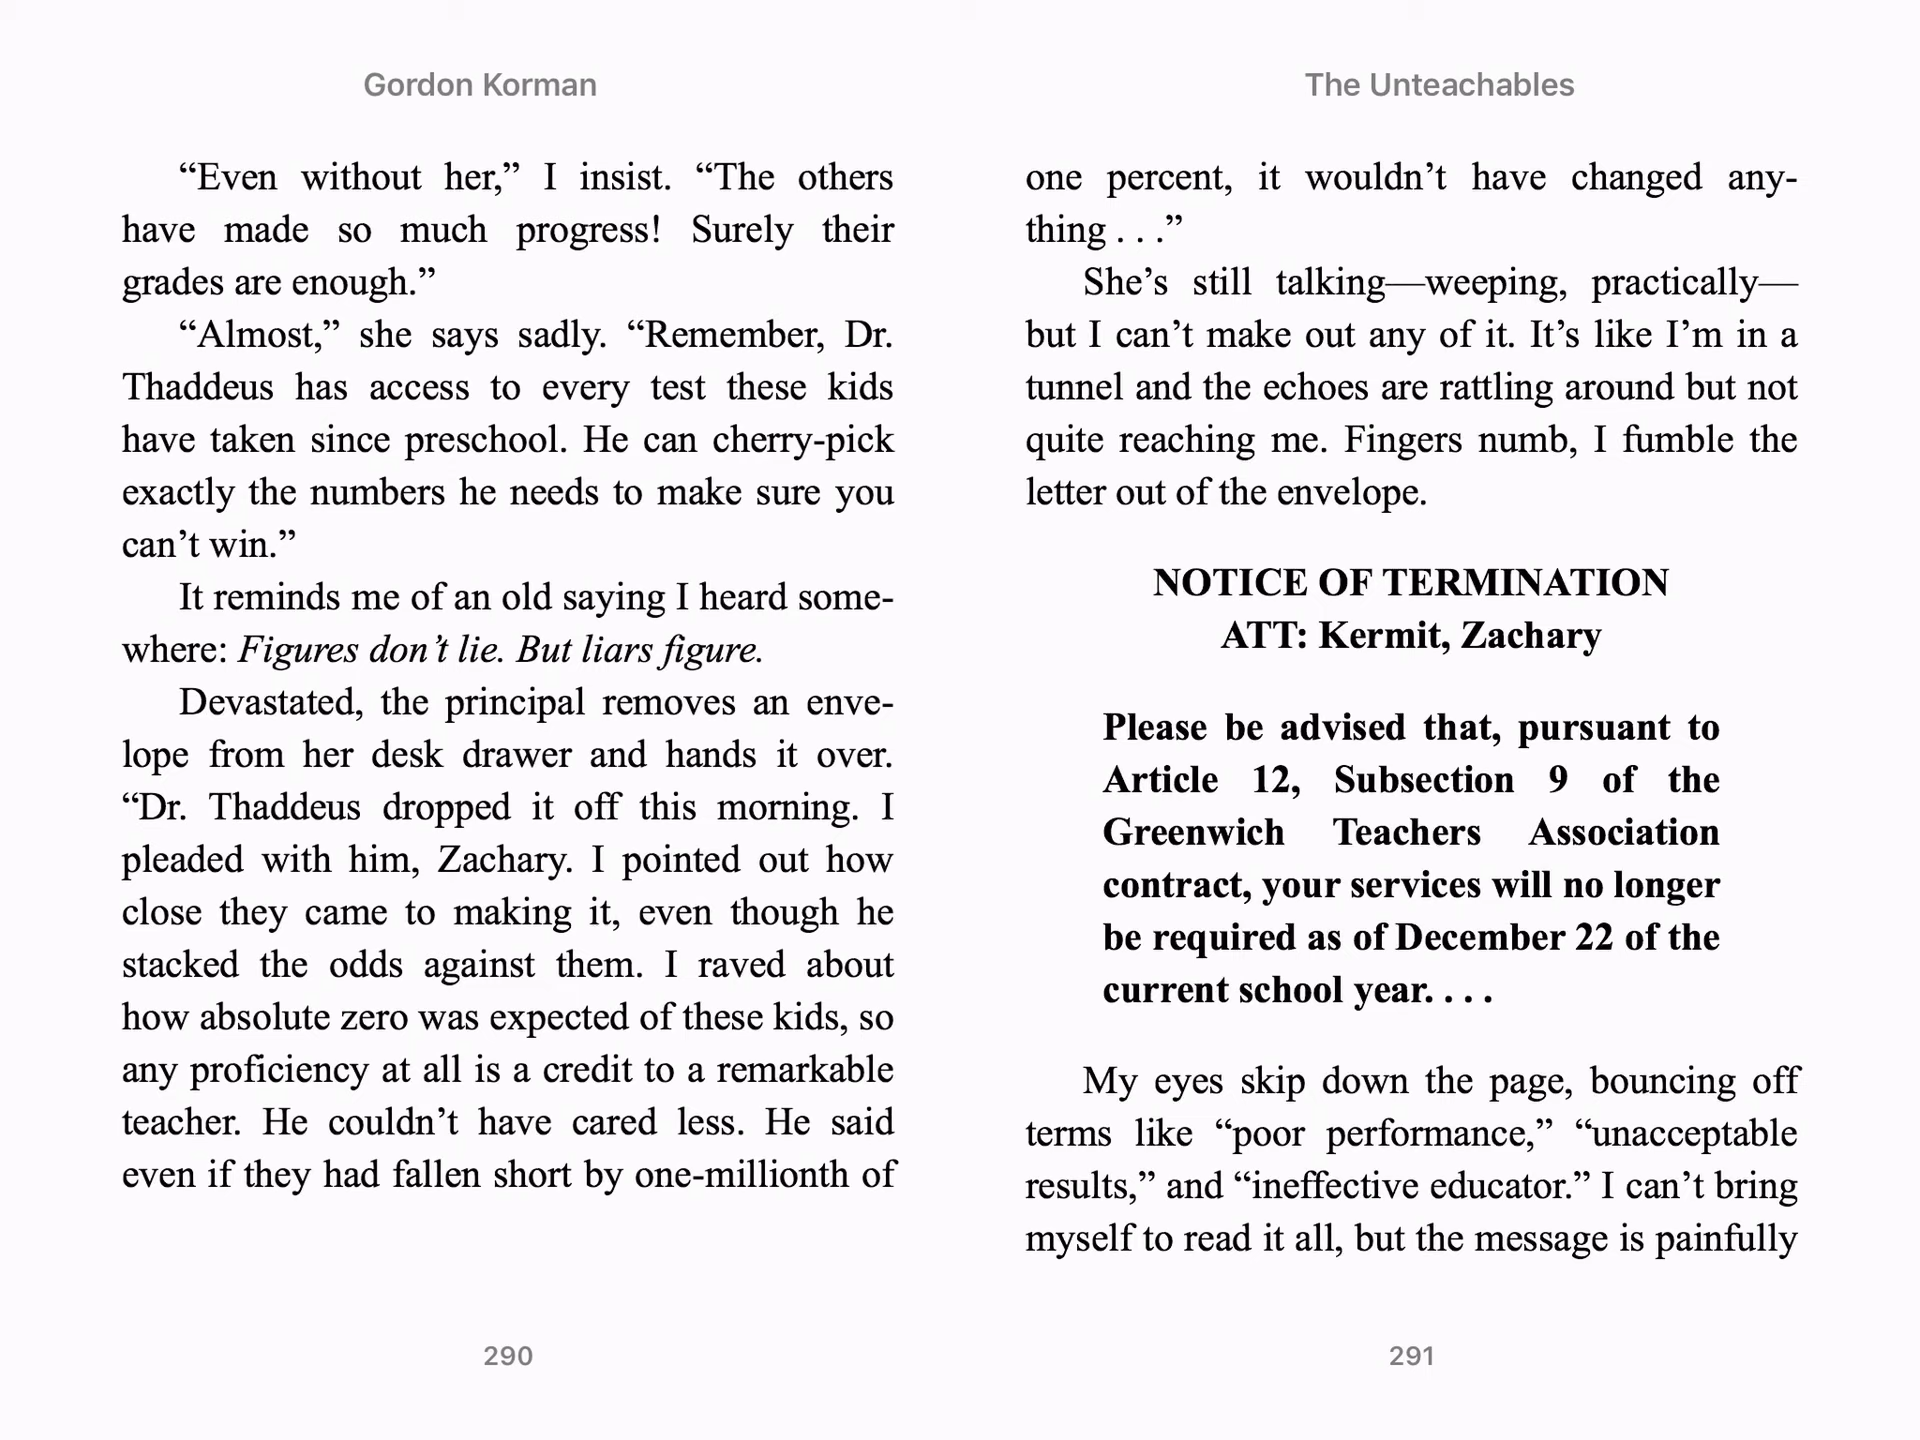 Gordon Korman
“Even without her,” I insist. “The others
have made so much progress! Surely their
grades are enough.”
“Almost,” she says sadly. “Remember, Dr.
Thaddeus has access to every test these kids
have taken since preschool. He can cherry-pick
exactly the numbers he needs to make sure you
can’t win.”
It reminds me of an old saying I heard some-
where: Figures don’t lie. But liars figure.
Devastated, the principal removes an enve-
lope from her desk drawer and hands it over.
“Dr. Thaddeus dropped it off this morning. I
pleaded with him, Zachary. I pointed out how
close they came to making it, even though he
stacked the odds against them. I raved about
how absolute zero was expected of these kids, so
any proficiency at all is a credit to a remarkable
teacher. He couldn’t have cared less. He said
even if they had fallen short by one-millionth of
290
The Unteachables
one percent, it wouldn’t have changed any-
thing . . .”
She’s still talking—weeping, practically—
but I can’t make out any of it. It’s like I’m in a
tunnel and the echoes are rattling around but not
quite reaching me. Fingers numb, I fumble the
letter out of the envelope.
NOTICE OF TERMINATION
ATT: Kermit, Zachary
Please be advised that, pursuant to
Article 12, Subsection 9 of the
Greenwich Teachers Association
contract, your services will no longer
be required as of December 22 of the
current school year. . . .
My eyes skip down the page, bouncing off
terms like “poor performance,” “unacceptable
results,” and “ineffective educator.” I can’t bring
myself to read it all, but the message is painfully
291